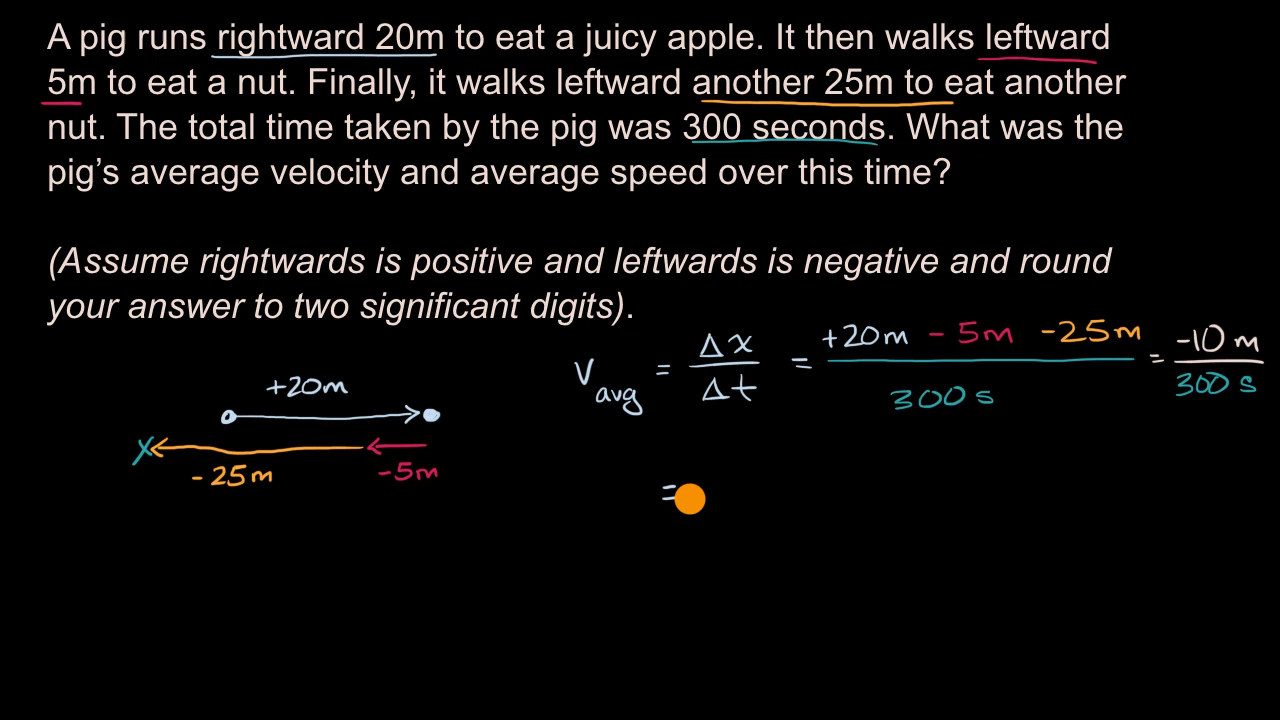 A pig runs rightward 20m to eat a juicy apple. It then walks leftward
5m to eat a nut. Finally, it walks leftward another 25m to eat another
nut. The total time taken by the pig was 300 seconds. What was the
pig’s average velocity and average speed over this time?
(Assume rightwards is positive and leftwards is negative and round
your answer to two significant digits).
+20m
-25m
-5m
v avg = Δx / Δt = +20m - 5m -25m / 300 s = -10 m / 300 s
=